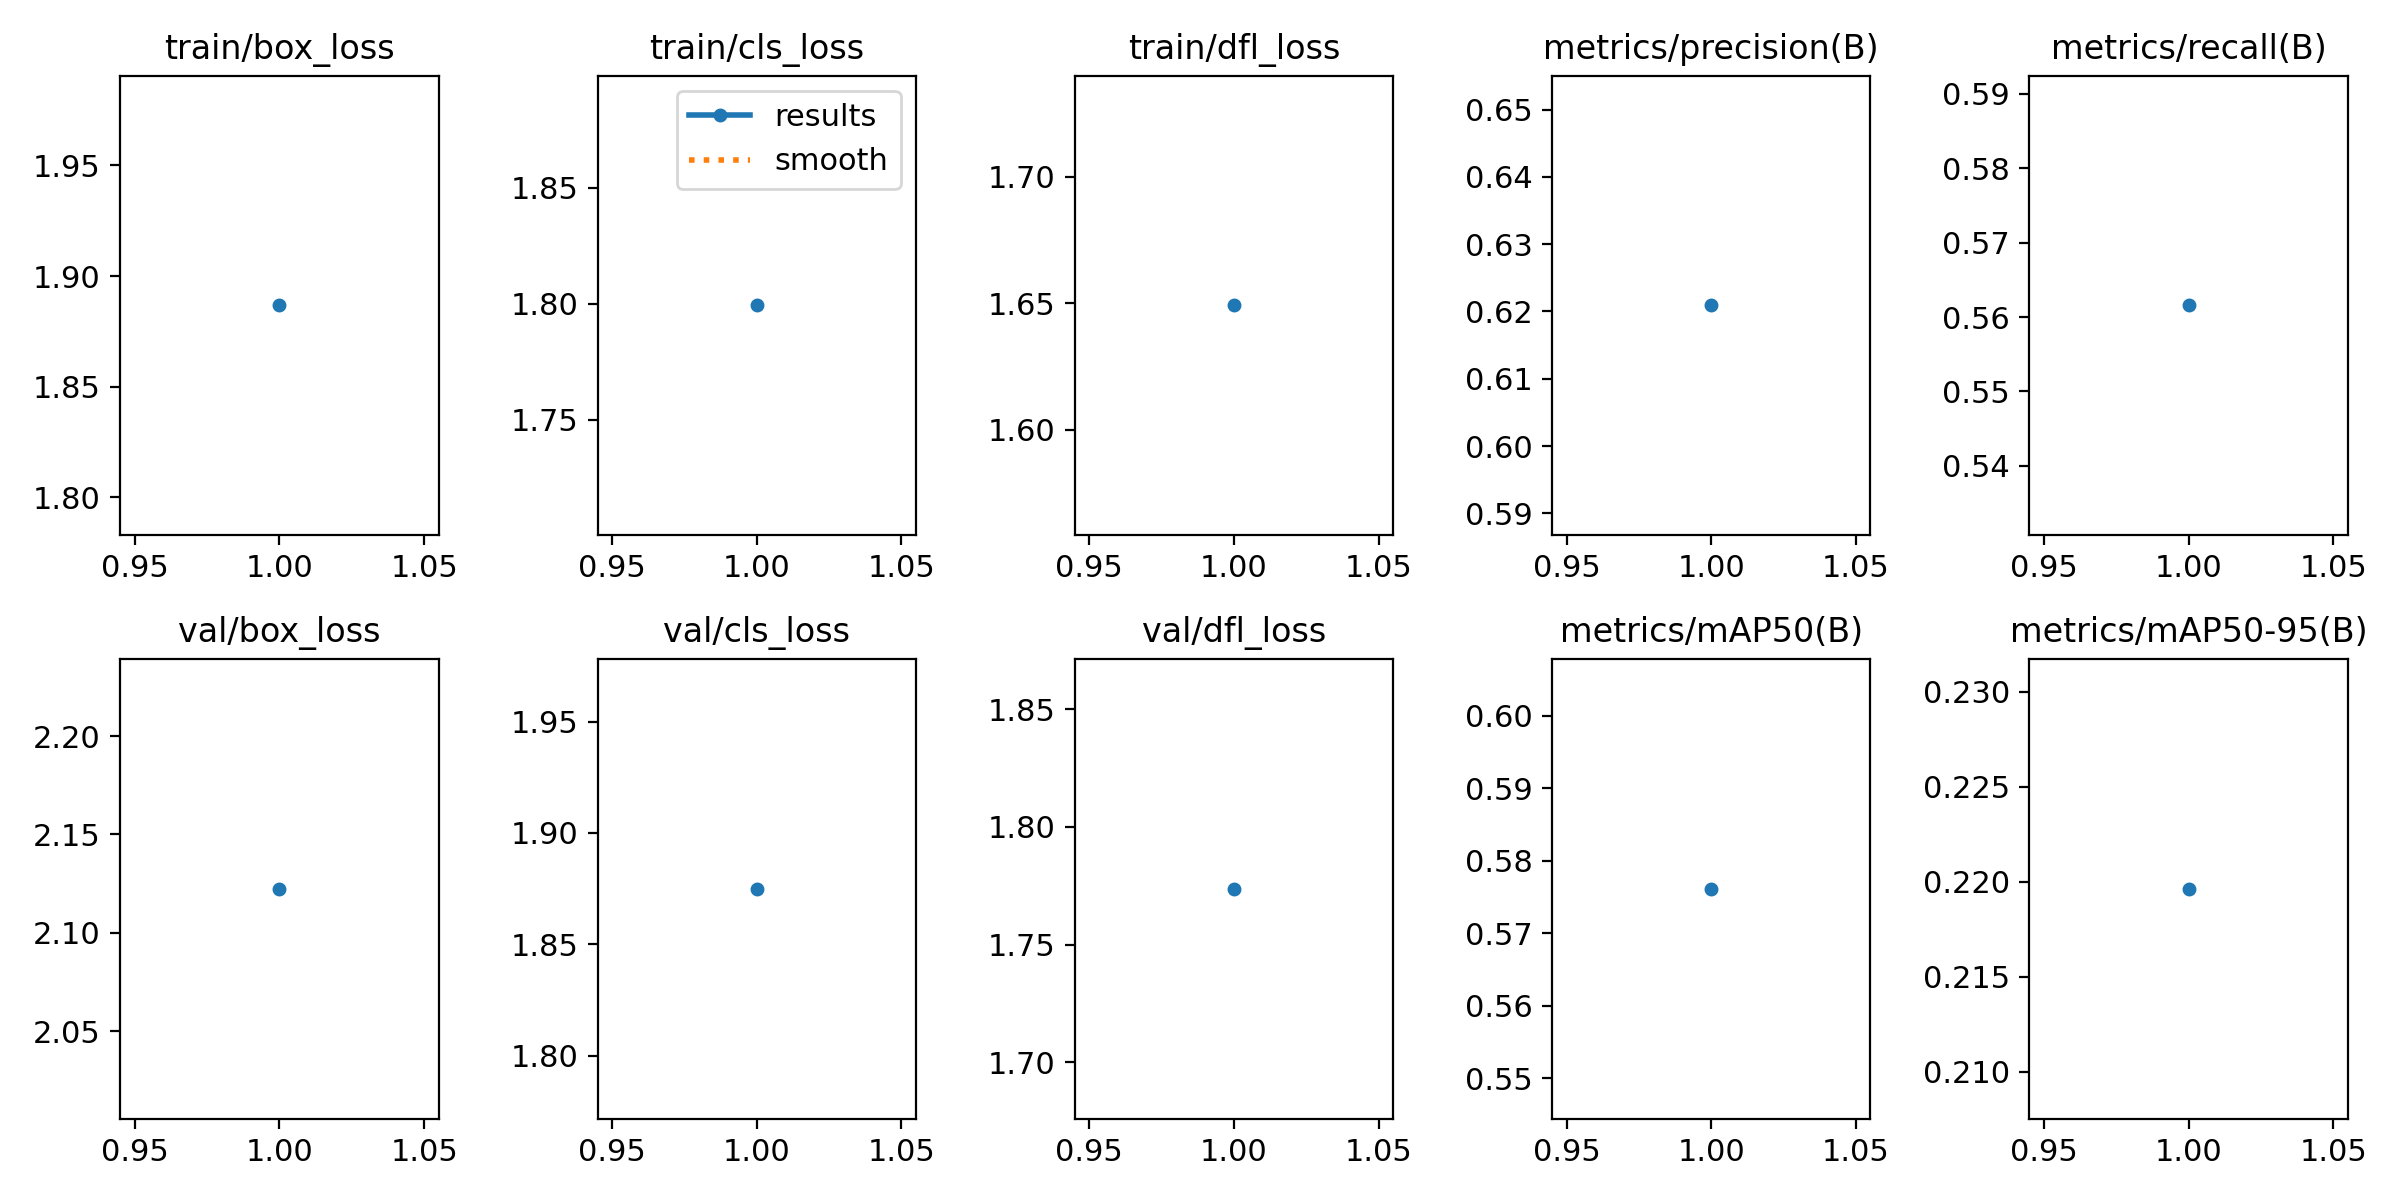 train/box_loss
1.95
1.90
1.85
1.80
0.95 1.00 1.05
train/cls_loss
results
smooth
1.85
1.80
1.75
0.95 1.00 1.05
train/dfl_loss
1.70
1.65
1.60
0.95 1.00 1.05
metrics/precision(B)
0.65
0.64
0.63
0.62
0.61
0.60
0.59
0.95 1.00 1.05
metrics/recall(B)
0.59
0.58
0.57
0.56
0.55
0.54
0.95 1.00 1.05
val/box_loss
2.20
2.15
2.10
2.05
0.95 1.00 1.05
val/cls_loss
1.95
1.90
1.85
1.80
0.95 1.00 1.05
val/dfl_loss
1.85
1.80
1.75
1.70
0.95 1.00 1.05
metrics/mAP50(B)
0.60
0.59
0.58
0.57
0.56
0.55
0.95 1.00 1.05
metrics/mAP50-95(B)
0.230
0.225
0.220
0.215
0.210
0.95 1.00 1.05